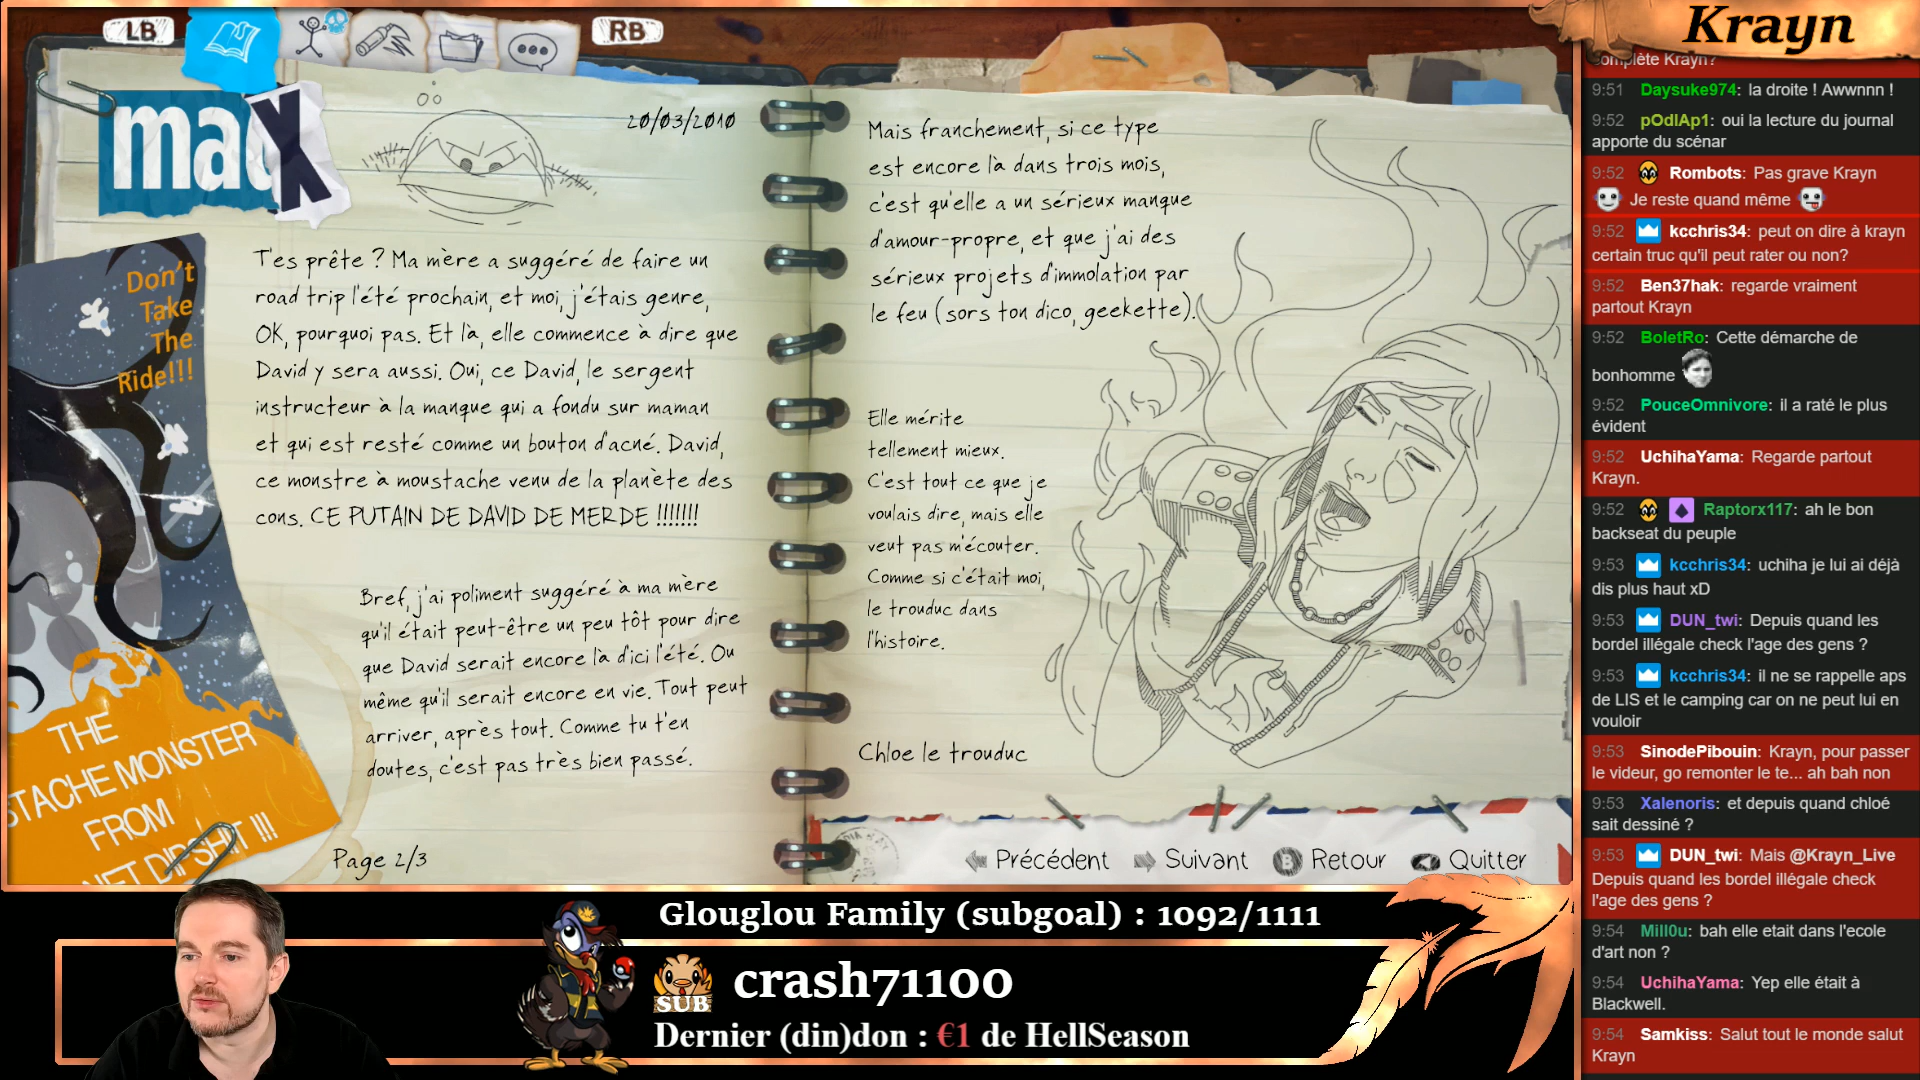 LB
RB
maX
20/03/2010
Don't
Take
The
Ride!!!
T'es prête ? Ma mère a suggéré de faire un
road trip l'été prochain, et moi, j'étais genre,
OK, pourquoi pas. Et là, elle commence à dire que
David y sera aussi. Oui, ce David, le sergent
instructeur à la manque qui a fondu sur maman
et qui est resté comme un bouton d'acné. David,
ce monstre à moustache venu de la planète des
cons. CE PUTAIN DE DAVID DE MERDE !!!!!!!
Bref, j'ai poliment suggéré à ma mère
qu'il était peut-être un peu tôt pour dire
que David serait encore là d'ici l'été. Ou
même qu'il serait encore en vie. Tout peut
arriver, après tout. Comme tu t'en
doutes, c'est pas très bien passé.
THE
STACHE MONSTER
FROM
NET DIPSHIT !!!
Page 2/3
Mais franchement, si ce type
est encore là dans trois mois,
c'est qu'elle a un sérieux manque
d'amour-propre, et que j'ai des
sérieux projets d'immolation par
le feu (sors ton dico, geekette).
Elle mérite
tellement mieux.
C'est tout ce que je
voulais dire, mais elle
veut pas m'écouter.
Comme si c'était moi,
le trouduc dans
l'histoire.
Chloe le trouduc
Précédent Suivant B Retour Quitter
Glouglou Family (subgoal) : 1092/1111
SUB
crash71100
Dernier (din)don : €1 de HellSeason
Krayn
complète Krayn?
9:51 Daysuke974: la droite ! Awwnnn !
9:52 pOdlAp1: oui la lecture du journal
apporte du scénar
9:52 Rombots: Pas grave Krayn
Je reste quand même
9:52 kcchris34: peut on dire à krayn
certain truc qu'il peut rater ou non?
9:52 Ben37hak: regarde vraiment
partout Krayn
9:52 BoletRo: Cette démarche de
bonhomme
9:52 PouceOmnivore: il a raté le plus
évident
9:52 UchihaYama: Regarde partout
Krayn.
9:52 Raptorx117: ah le bon
backseat du peuple
9:53 kcchris34: uchiha je lui ai déjà
dis plus haut xD
9:53 DUN_twi: Depuis quand les
bordel illégale check l'age des gens ?
9:53 kcchris34: il ne se rappelle aps
de LIS et le camping car on ne peut lui en
vouloir
9:53 SinodePibouin: Krayn, pour passer
le videur, go remonter le te... ah bah non
9:53 Xalenoris: et depuis quand chloé
sait dessiné ?
9:53 DUN_twi: Mais @Krayn_Live
Depuis quand les bordel illégale check
l'age des gens ?
9:54 Mill0u: bah elle etait dans l'ecole
d'art non ?
9:54 UchihaYama: Yep elle était à
Blackwell.
9:54 Samkiss: Salut tout le monde salut
Krayn